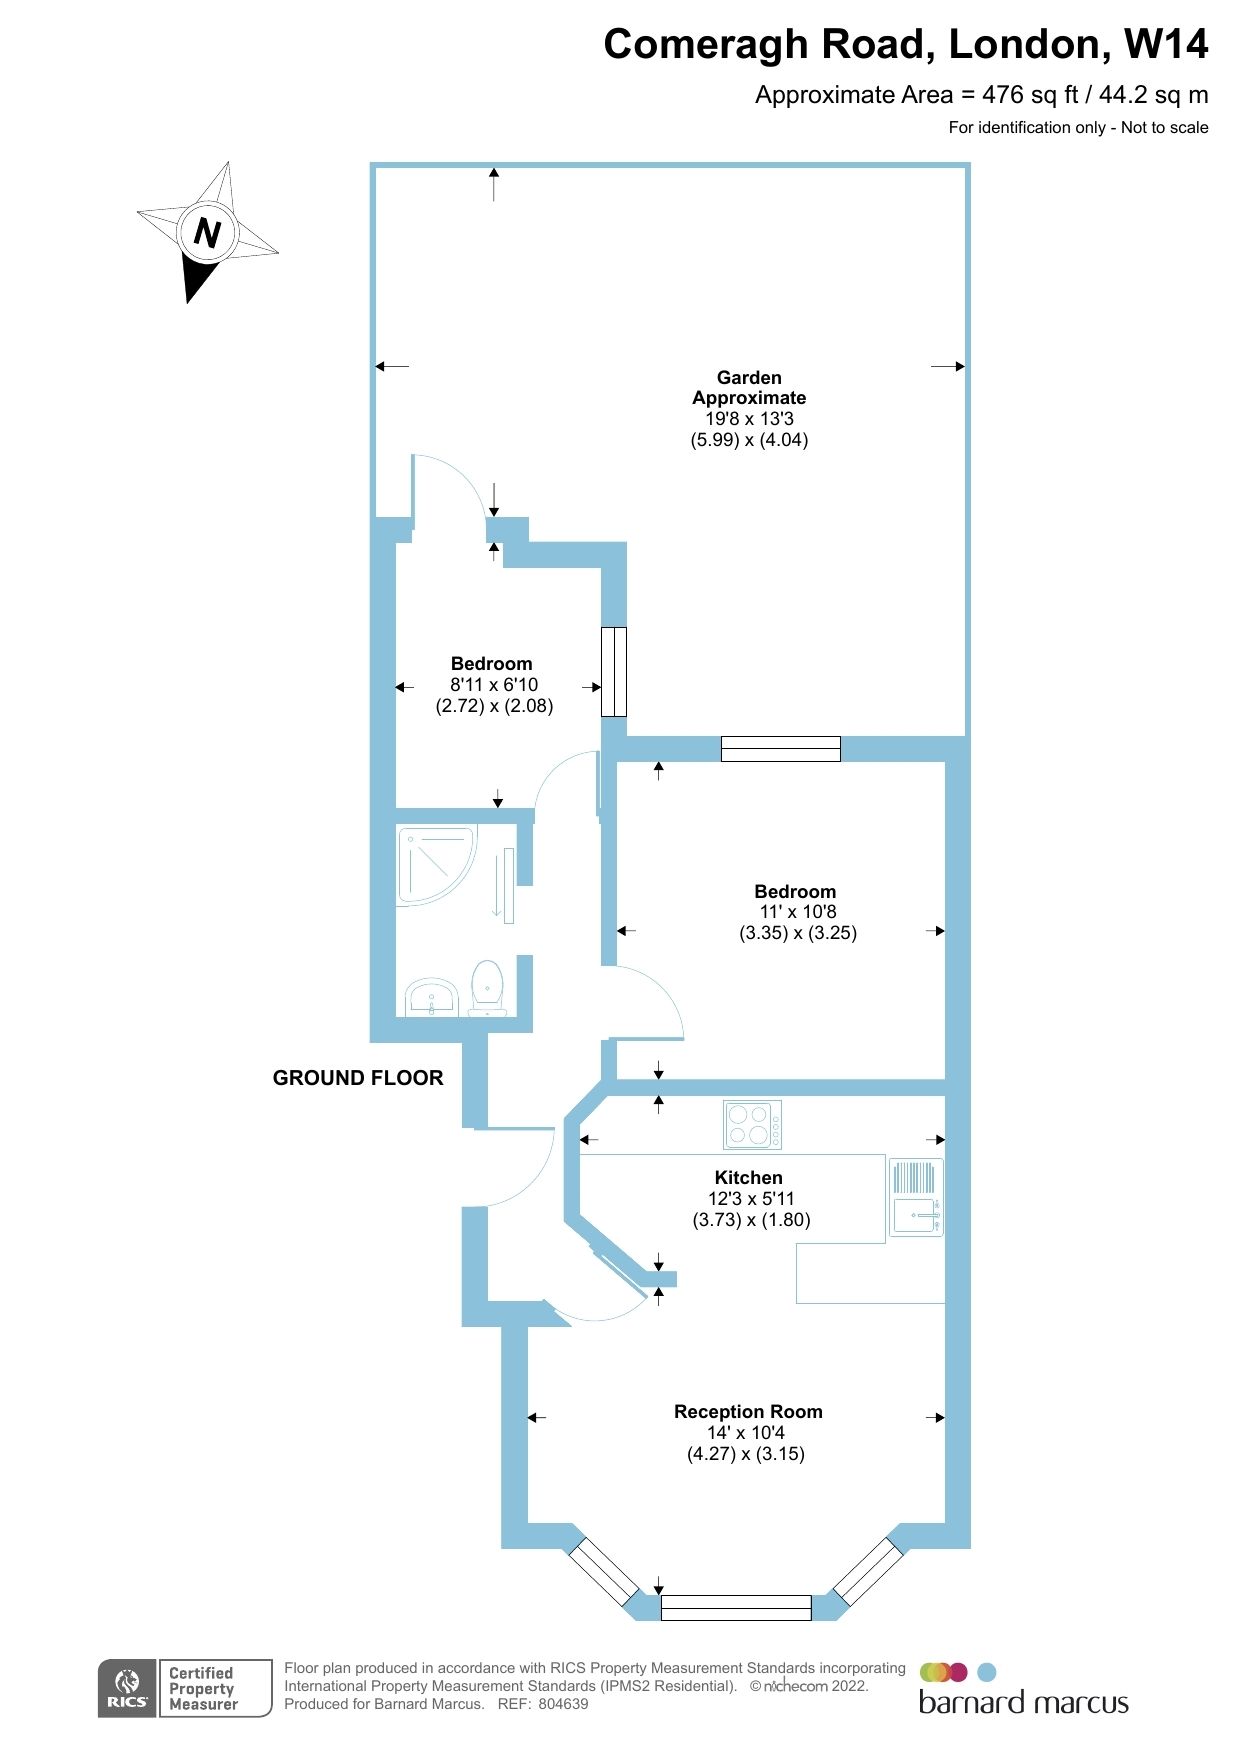 Comeragh Road, London, W14
Approximate Area = 476 sq ft / 44.2 sq m
For identification only - Not to scale
N
Garden
Approximate
19'8 x 13'3
(5.99) x (4.04)
Bedroom
8'11 x 6'10
(2.72) x (2.08)
Bedroom
11' x 10'8
(3.35) x (3.25)
GROUND FLOOR
Kitchen
12'3 x 5'11
(3.73) x (1.80)
Reception Room
14' x 10'4
(4.27) x (3.15)
RICS
Certified
Property
Measurer
Floor plan produced in accordance with RICS Property Measurement Standards incorporating
International Property Measurement Standards (IPMS2 Residential). © nichecom 2022.
Produced for Barnard Marcus. REF: 804639
barnard marcus